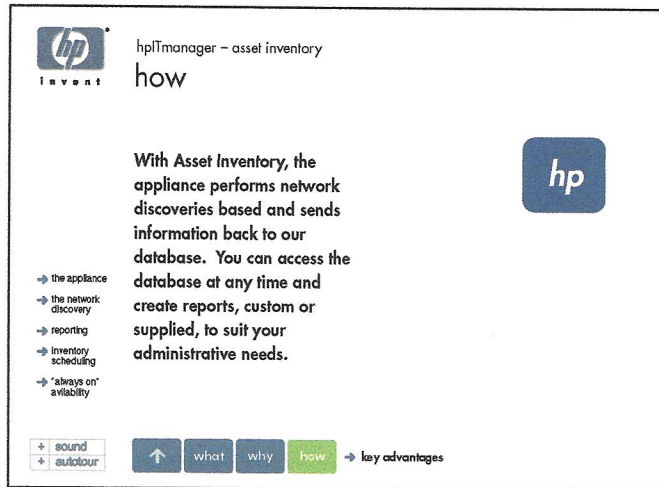 hp
invent
hpITmanager – asset inventory
how
With Asset Inventory, the
appliance performs network
discoveries based and sends
information back to our
database. You can access the
database at any time and
create reports, custom or
supplied, to suit your
administrative needs.
hp
the appliance
the network
discovery
reporting
inventory
scheduling
"always on"
avilability
+ sound
+ autotour
what why how key advantages